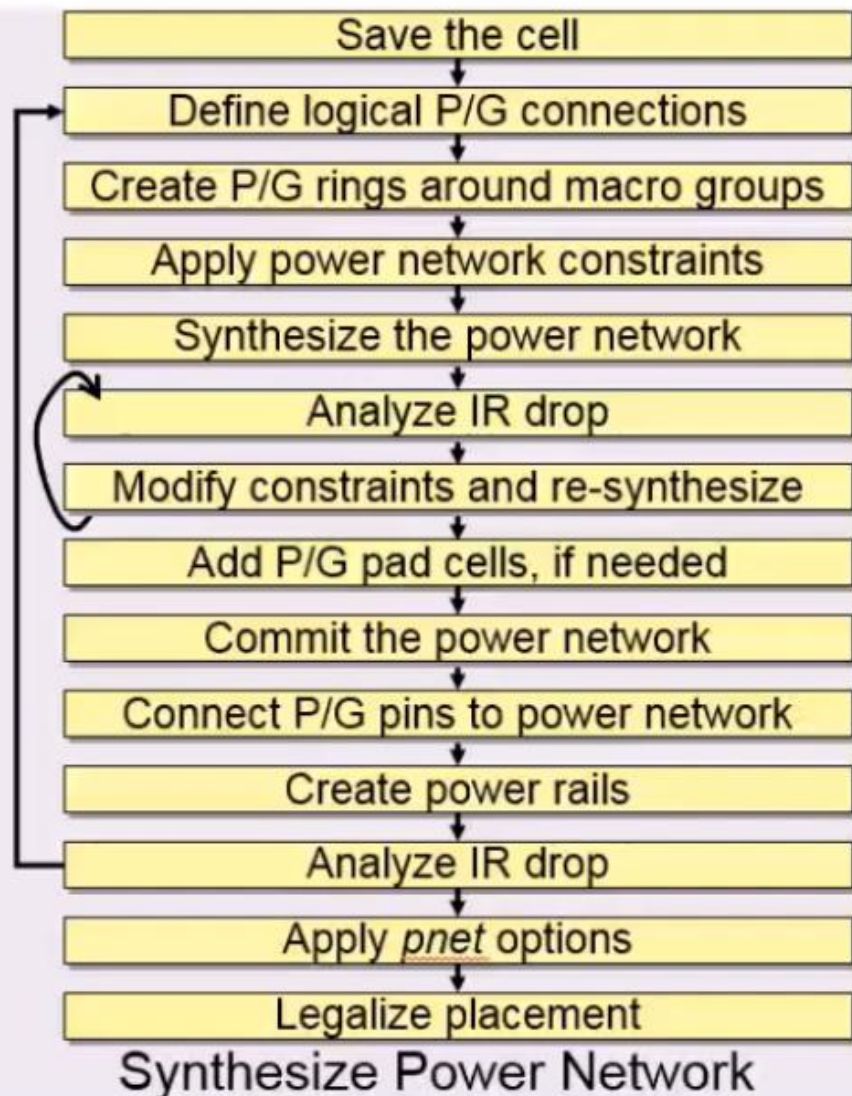 Save the cell
Define logical P/G connections
Create P/G rings around macro groups
Apply power network constraints
Synthesize the power network
Analyze IR drop
Modify constraints and re-synthesize
Add P/G pad cells, if needed
Commit the power network
Connect P/G pins to power network
Create power rails
Analyze IR drop
Apply pnet options
Legalize placement
Synthesize Power Network